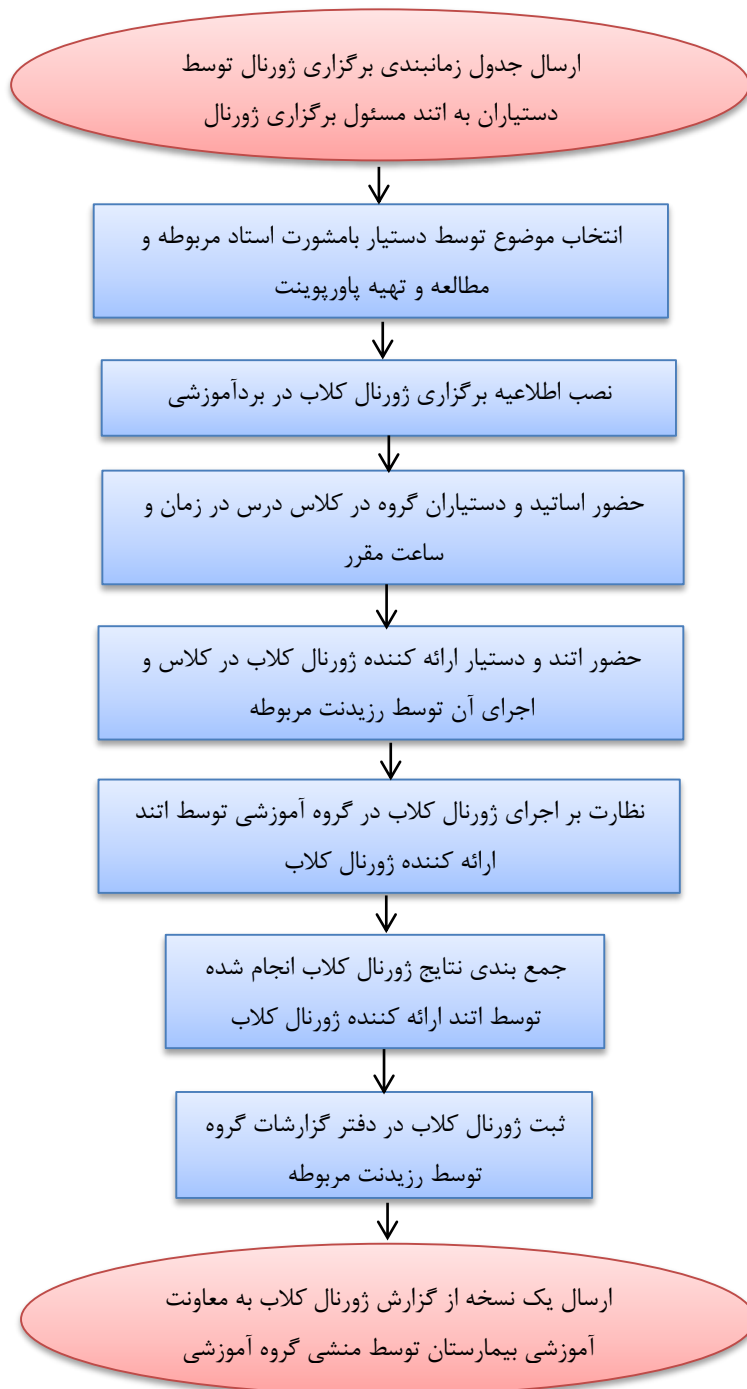 ارسال جدول زمانبندی برگزاری ژورنال توسط
دستیاران به اتند مسئول برگزاری ژورنال
انتخاب موضوع توسط دستیار بامشورت استاد مربوطه و
مطالعه و تهیه پاورپوینت
نصب اطلاعیه برگزاری ژورنال کلاب در بردآموزشی
حضور اساتید و دستیاران گروه در کلاس درس در زمان و
ساعت مقرر
حضور اتند و دستیار ارائه کننده ژورنال کلاب در کلاس و
اجرای آن توسط رزیدنت مربوطه
نظارت بر اجرای ژورنال کلاب در گروه آموزشی توسط اتند
ارائه کننده ژورنال کلاب
جمع بندی نتایج ژورنال کلاب انجام شده
توسط اتند ارائه کننده ژورنال کلاب
ثبت ژورنال کلاب در دفتر گزارشات گروه
توسط رزیدنت مربوطه
ارسال یک نسخه از گزارش ژورنال کلاب به معاونت
آموزشی بیمارستان توسط منشی گروه آموزشی